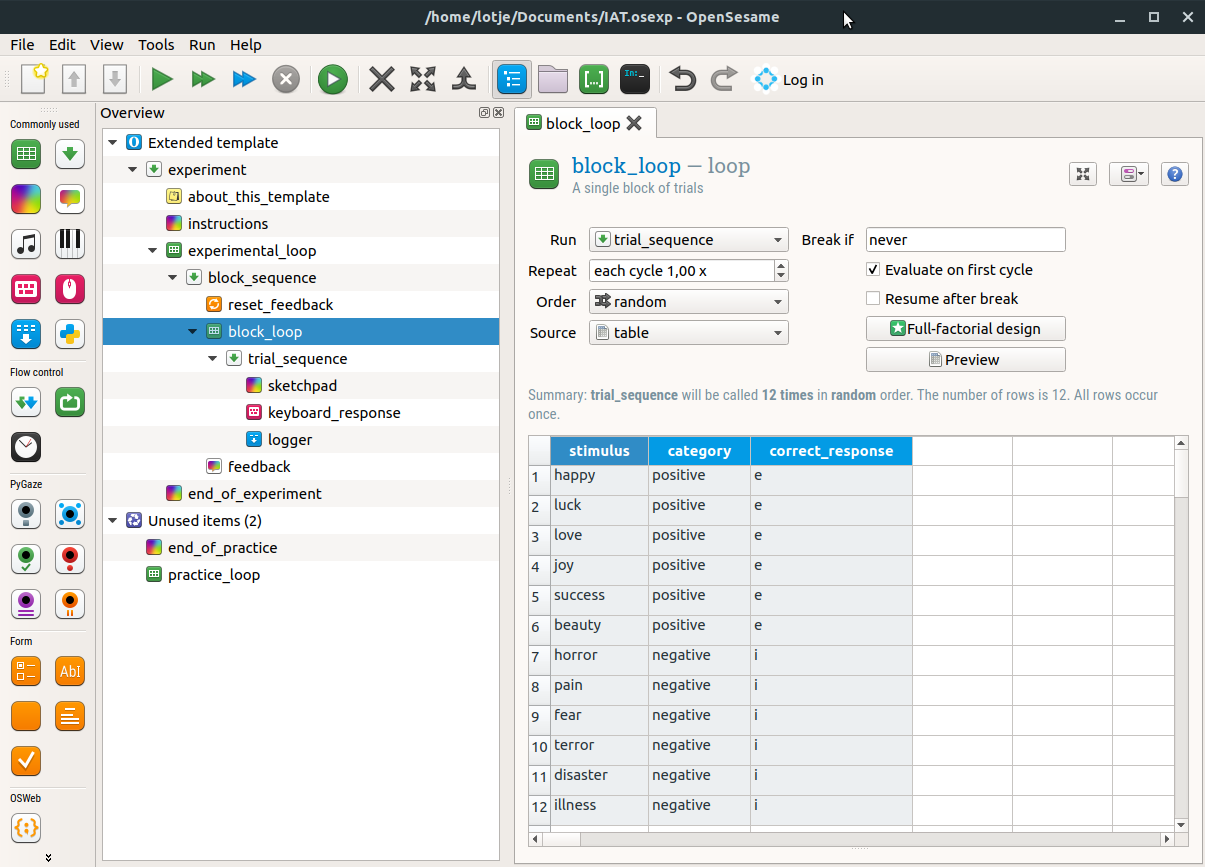 /home/lotje/Documents/IAT.osexp - OpenSesame
File Edit View Tools Run Help
[...] In:_ Log in
Commonly used
Flow control
PyGaze
Form
AbI
OSWeb
Overview
Extended template
experiment
about_this_template
instructions
experimental_loop
block_sequence
reset_feedback
block_loop
trial_sequence
sketchpad
keyboard_response
logger
feedback
end_of_experiment
Unused items (2)
end_of_practice
practice_loop
block_loop
block_loop — loop
A single block of trials
Run trial_sequence Break if never
Repeat each cycle 1,00 x Evaluate on first cycle
Order random Resume after break
Source table Full-factorial design
Preview
Summary: trial_sequence will be called 12 times in random order. The number of rows is 12. All rows occur
once.
stimulus category correct_response
1 happy positive e
2 luck positive e
3 love positive e
4 joy positive e
5 success positive e
6 beauty positive e
7 horror negative i
8 pain negative i
9 fear negative i
10 terror negative i
11 disaster negative i
12 illness negative i